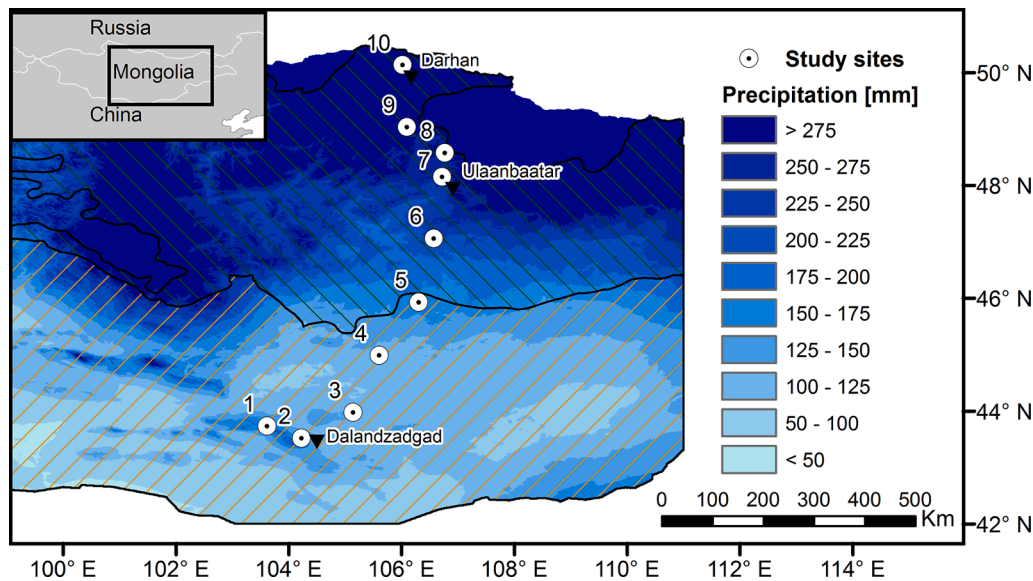 Russia
Mongolia
China
10
Darhan
9
8
7
Ulaanbaatar
6
5
4
3
1
2
Dalandzadgad
Study sites
Precipitation [mm]
> 275
250 - 275
225 - 250
200 - 225
175 - 200
150 - 175
125 - 150
100 - 125
50 - 100
< 50
0 100 200 300 400 500
Km
50° N
48° N
46° N
44° N
42° N
100° E 102° E 104° E 106° E 108° E 110° E 112° E 114° E